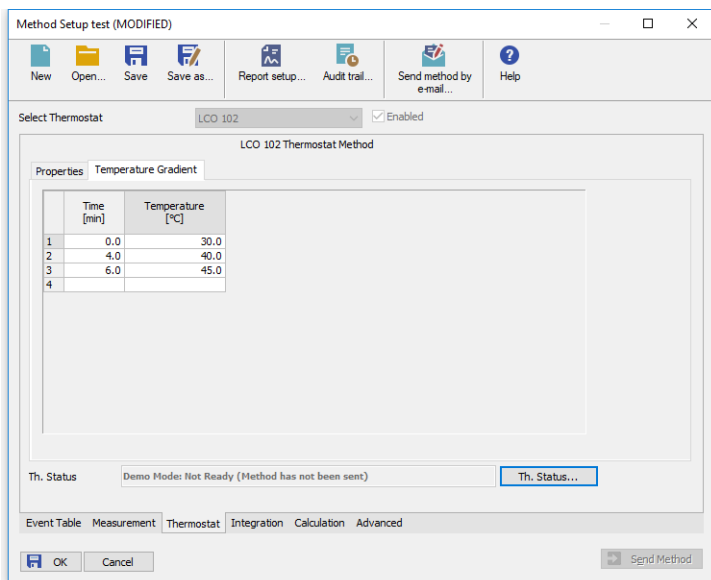 Method Setup test (MODIFIED)
New Open... Save Save as... Report setup... Audit trail... Send method by e-mail... Help
Select Thermostat LCO 102 Enabled
LCO 102 Thermostat Method
Properties Temperature Gradient
Time [min] Temperature [°C]
1 0.0 30.0
2 4.0 40.0
3 6.0 45.0
4
Th. Status Demo Mode: Not Ready (Method has not been sent) Th. Status...
Event Table Measurement Thermostat Integration Calculation Advanced
OK Cancel Send Method